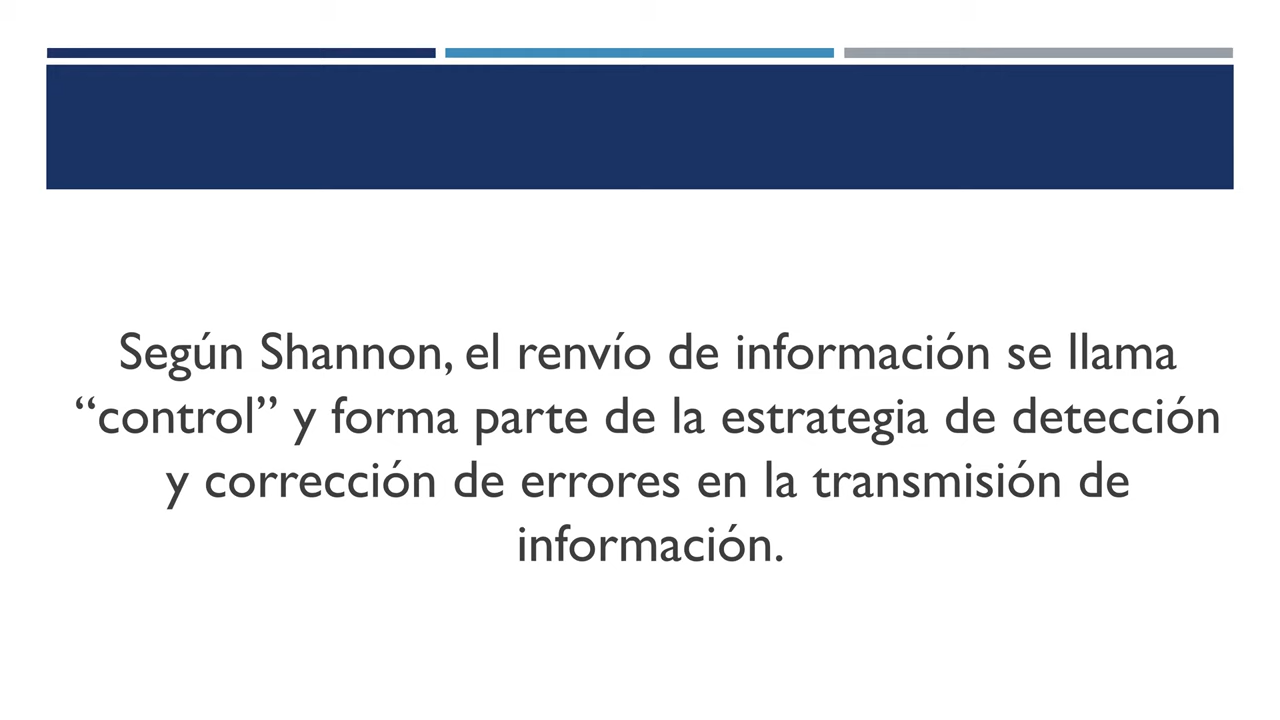 Según Shannon, el renvío de información se llama
“control” y forma parte de la estrategia de detección
y corrección de errores en la transmisión de
información.